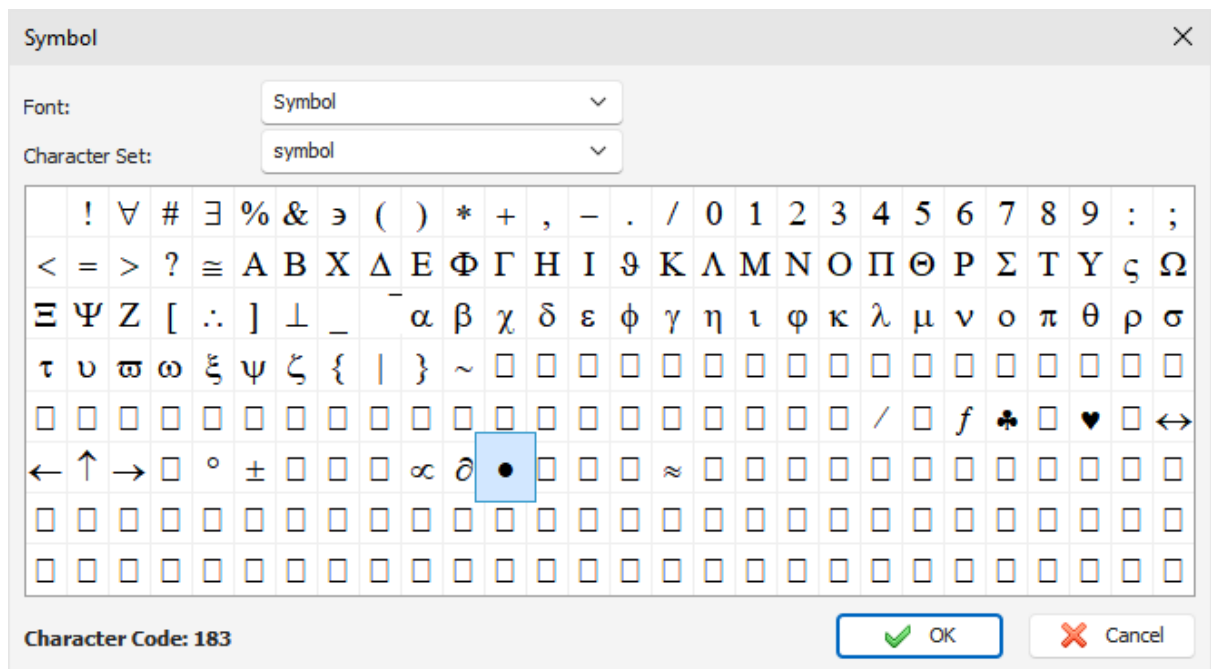 Symbol
Font: Symbol
Character Set: symbol
! ∀ # ∃ % & ∍ ( ) * + , − . / 0 1 2 3 4 5 6 7 8 9 : ;
< = > ? ≅ Α Β Χ Δ Ε Φ Γ Η Ι ϑ Κ Λ Μ Ν Ο Π Θ Ρ Σ Τ Υ ς Ω
Ξ Ψ Ζ [ ∴ ] ⊥ _ ‾ α β χ δ ε ϕ γ η ι φ κ λ μ ν ο π θ ρ σ
τ υ ϖ ω ξ ψ ζ { | } ~ □ □ □ □ □ □ □ □ □ □ □ □ □ □ □ □ □
□ □ □ □ □ □ □ □ □ □ □ □ □ □ □ □ □ □ □ □ ⁄ □ ƒ ♣ □ ♥ □ ↔
← ↑ → □ ° ± □ □ □ ∝ ∂ • □ □ □ ≈ □ □ □ □ □ □ □ □ □ □ □ □
□ □ □ □ □ □ □ □ □ □ □ □ □ □ □ □ □ □ □ □ □ □ □ □ □ □ □ □
□ □ □ □ □ □ □ □ □ □ □ □ □ □ □ □ □ □ □ □ □ □ □ □ □ □ □ □
Character Code: 183 OK Cancel